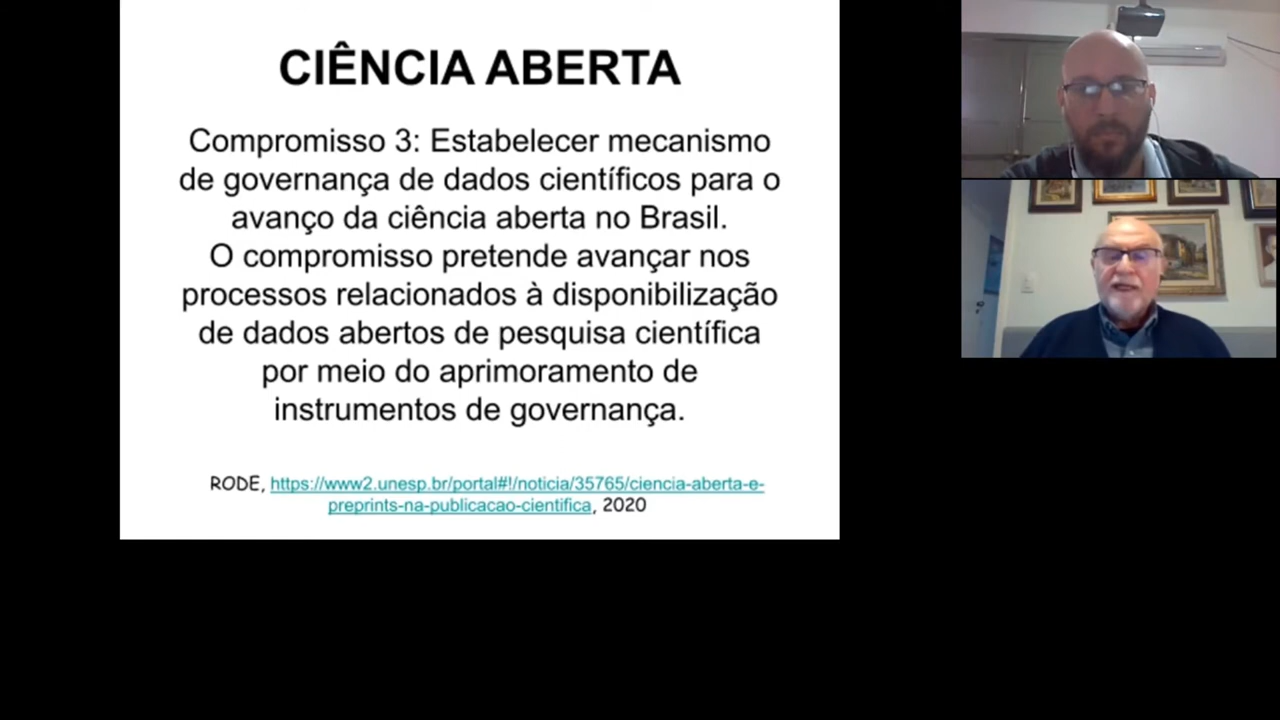 CIÊNCIA ABERTA
Compromisso 3: Estabelecer mecanismo
de governança de dados científicos para o
avanço da ciência aberta no Brasil.
O compromisso pretende avançar nos
processos relacionados à disponibilização
de dados abertos de pesquisa científica
por meio do aprimoramento de
instrumentos de governança.
RODE, https://www2.unesp.br/portal#!/noticia/35765/ciencia-aberta-e-
preprints-na-publicacao-cientifica, 2020